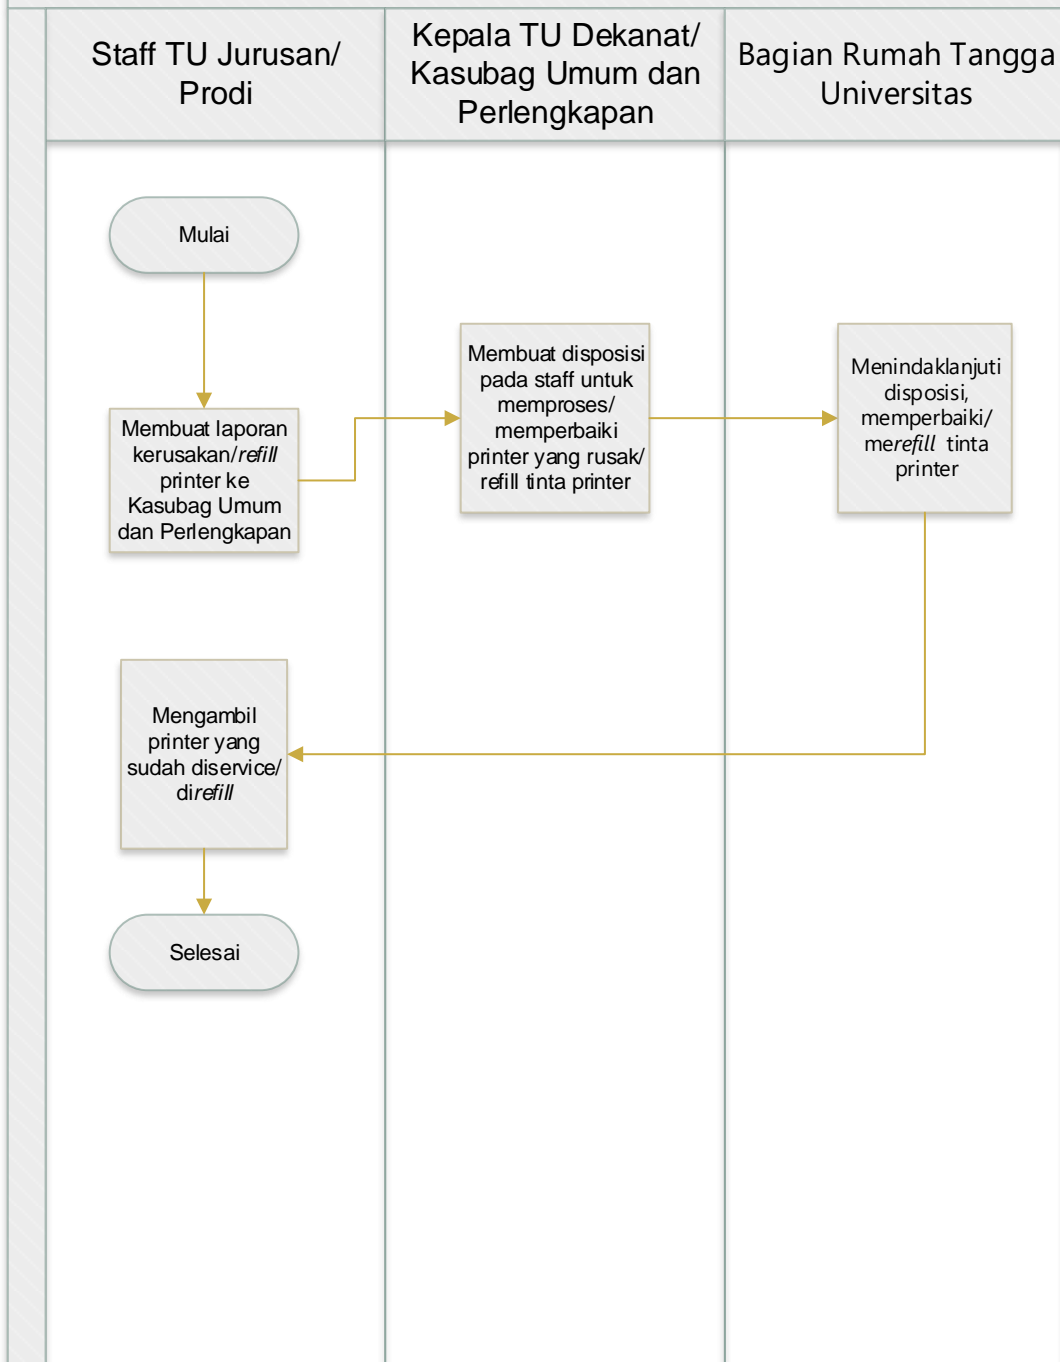 Staff TU Jurusan/
Prodi
Kepala TU Dekanat/
Kasubag Umum dan
Perlengkapan
Bagian Rumah Tangga
Universitas
Mulai
Membuat laporan
kerusakan/refill
printer ke
Kasubag Umum
dan Perlengkapan
Membuat disposisi
pada staff untuk
memproses/
memperbaiki
printer yang rusak/
refill tinta printer
Menindaklanjuti
disposisi,
memperbaiki/
merefill tinta
printer
Mengambil
printer yang
sudah diservice/
direfill
Selesai